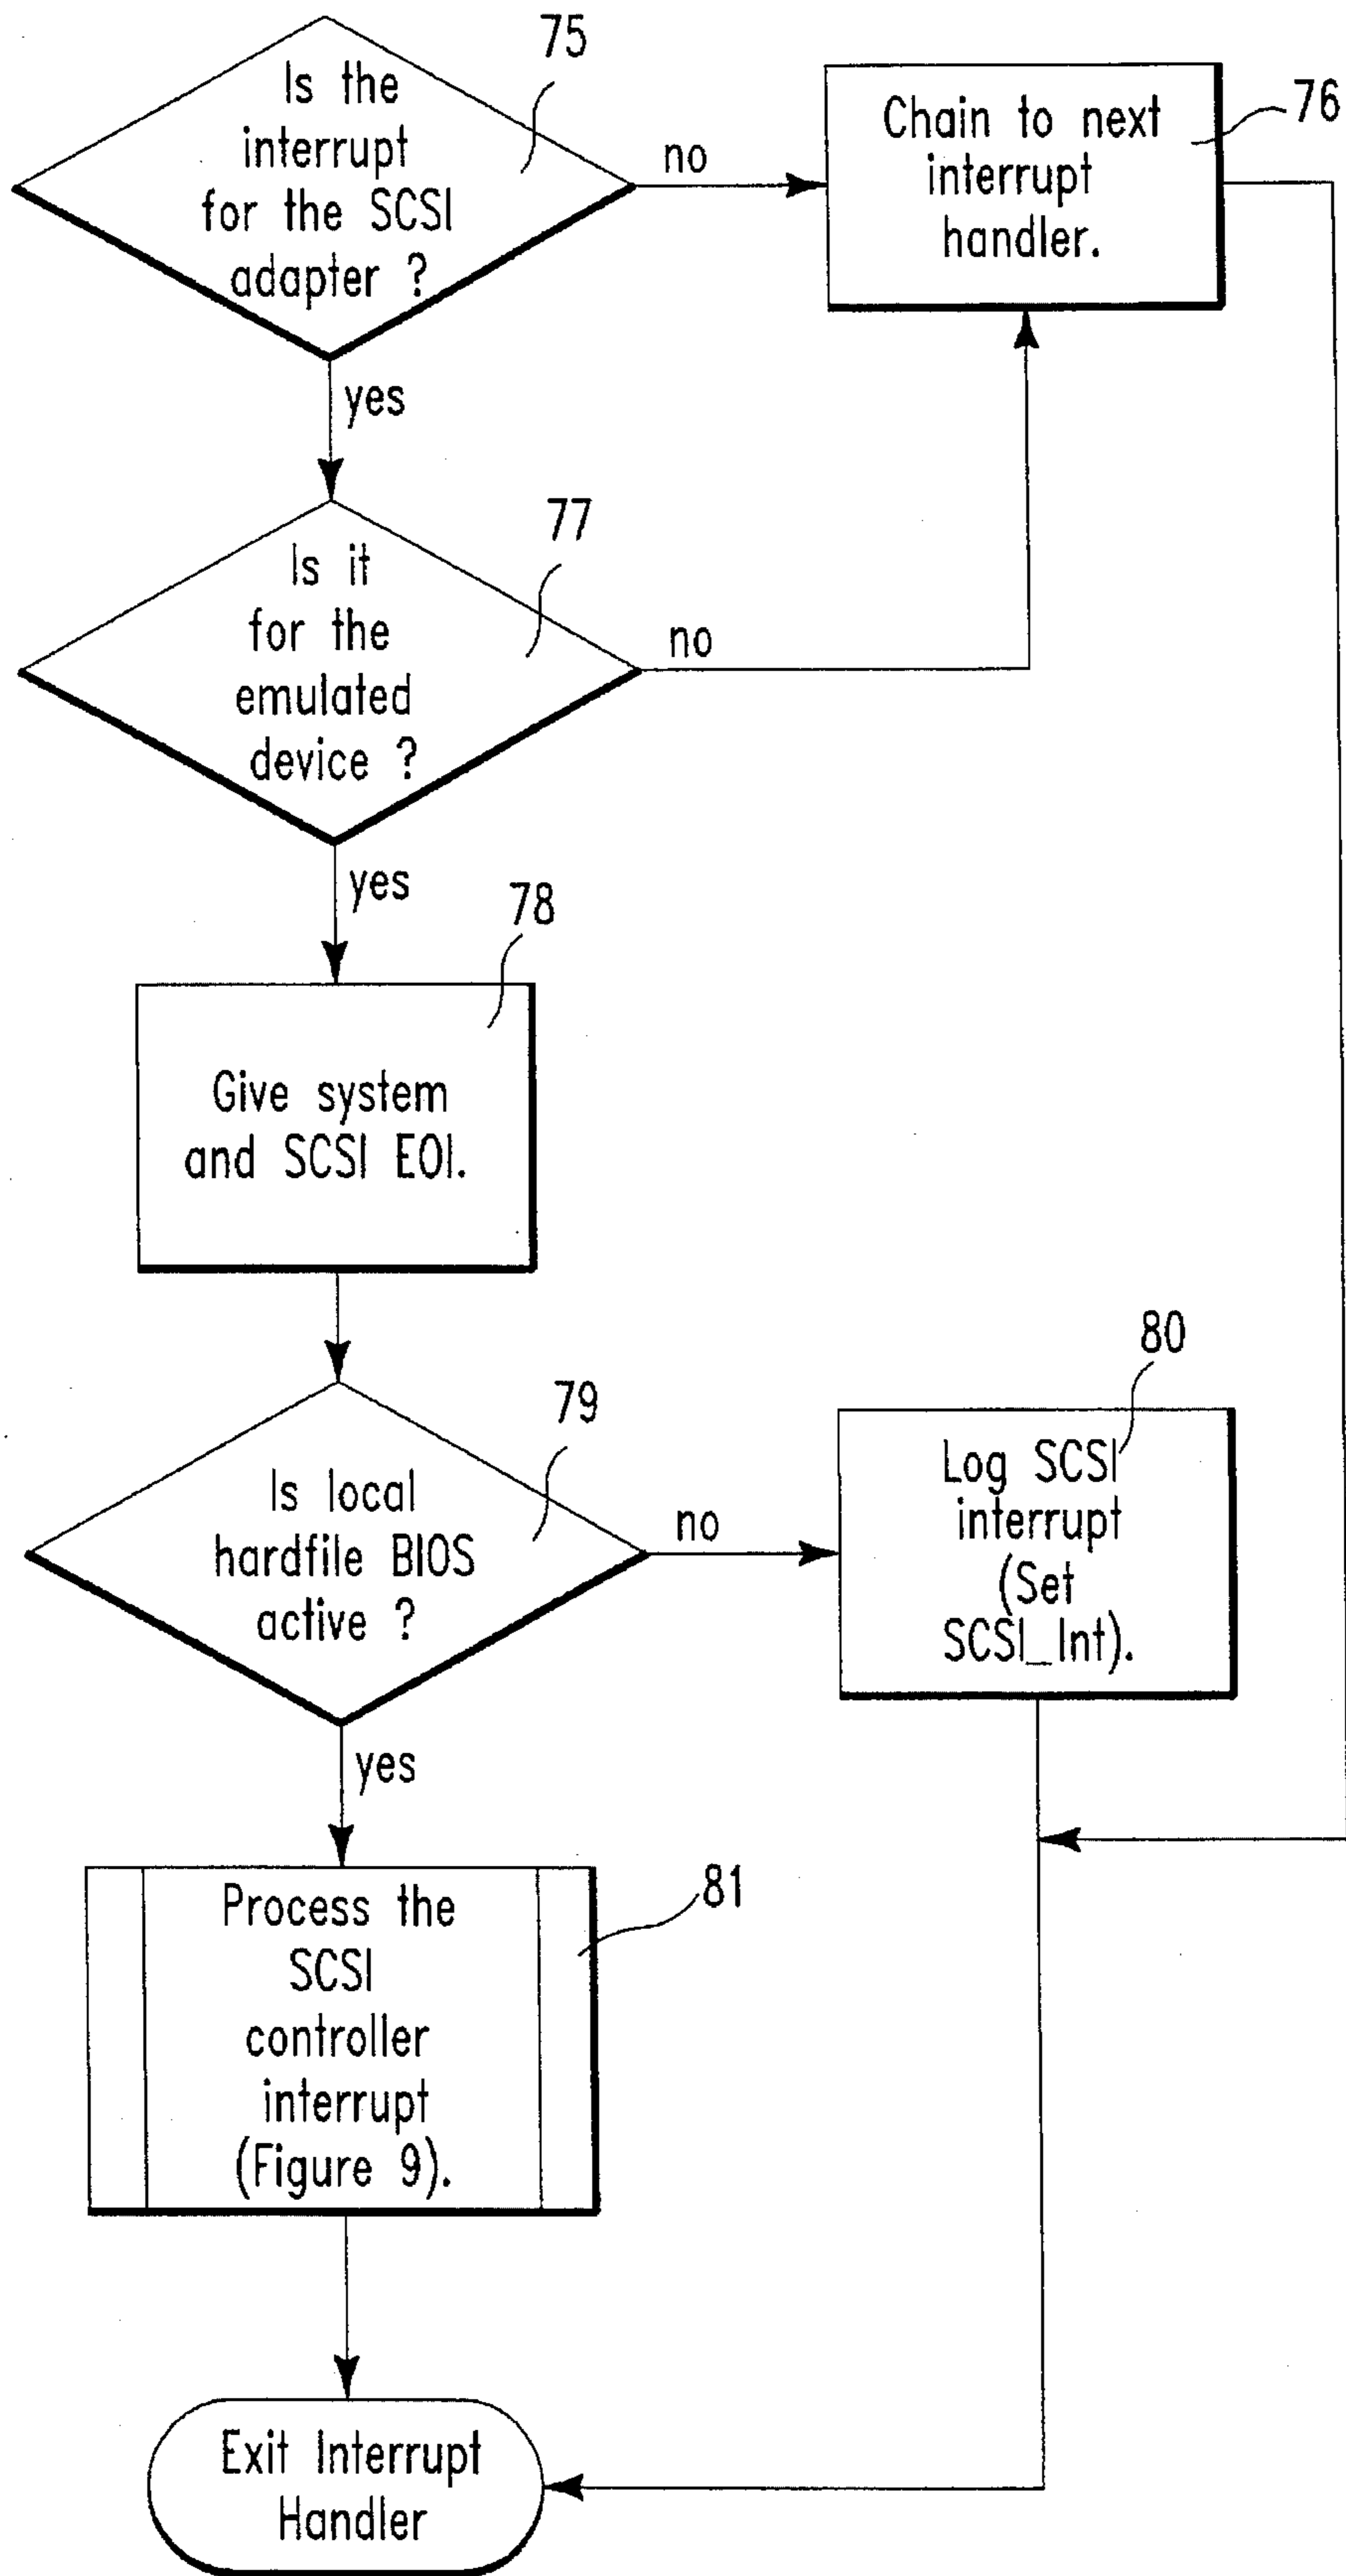 75
Is the
interrupt
for the SCSI
adapter ?
no
Chain to next
interrupt
handler.
76
yes
77
Is it
for the
emulated
device ?
no
yes
78
Give system
and SCSI EOI.
79
Is local
hardfile BIOS
active ?
no
80
Log SCSI
interrupt
(Set
SCSI_Int).
yes
81
Process the
SCSI
controller
interrupt
(Figure 9).
Exit Interrupt
Handler